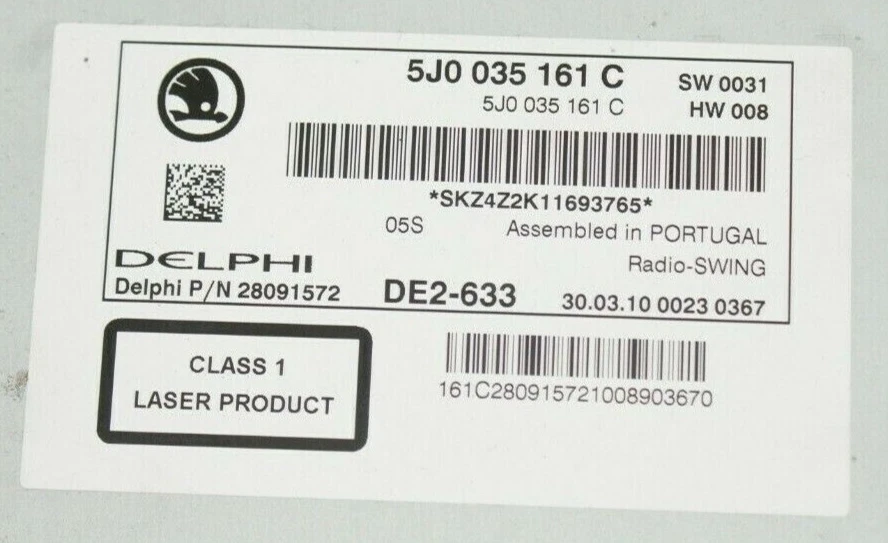 5J0 035 161 C SW 0031
5J0 035 161 C HW 008
*SKZ4Z2K11693765*
05S Assembled in PORTUGAL
DELPHI Radio-SWING
Delphi P/N 28091572 DE2-633 30.03.10 0023 0367
CLASS 1
LASER PRODUCT
161C280915721008903670